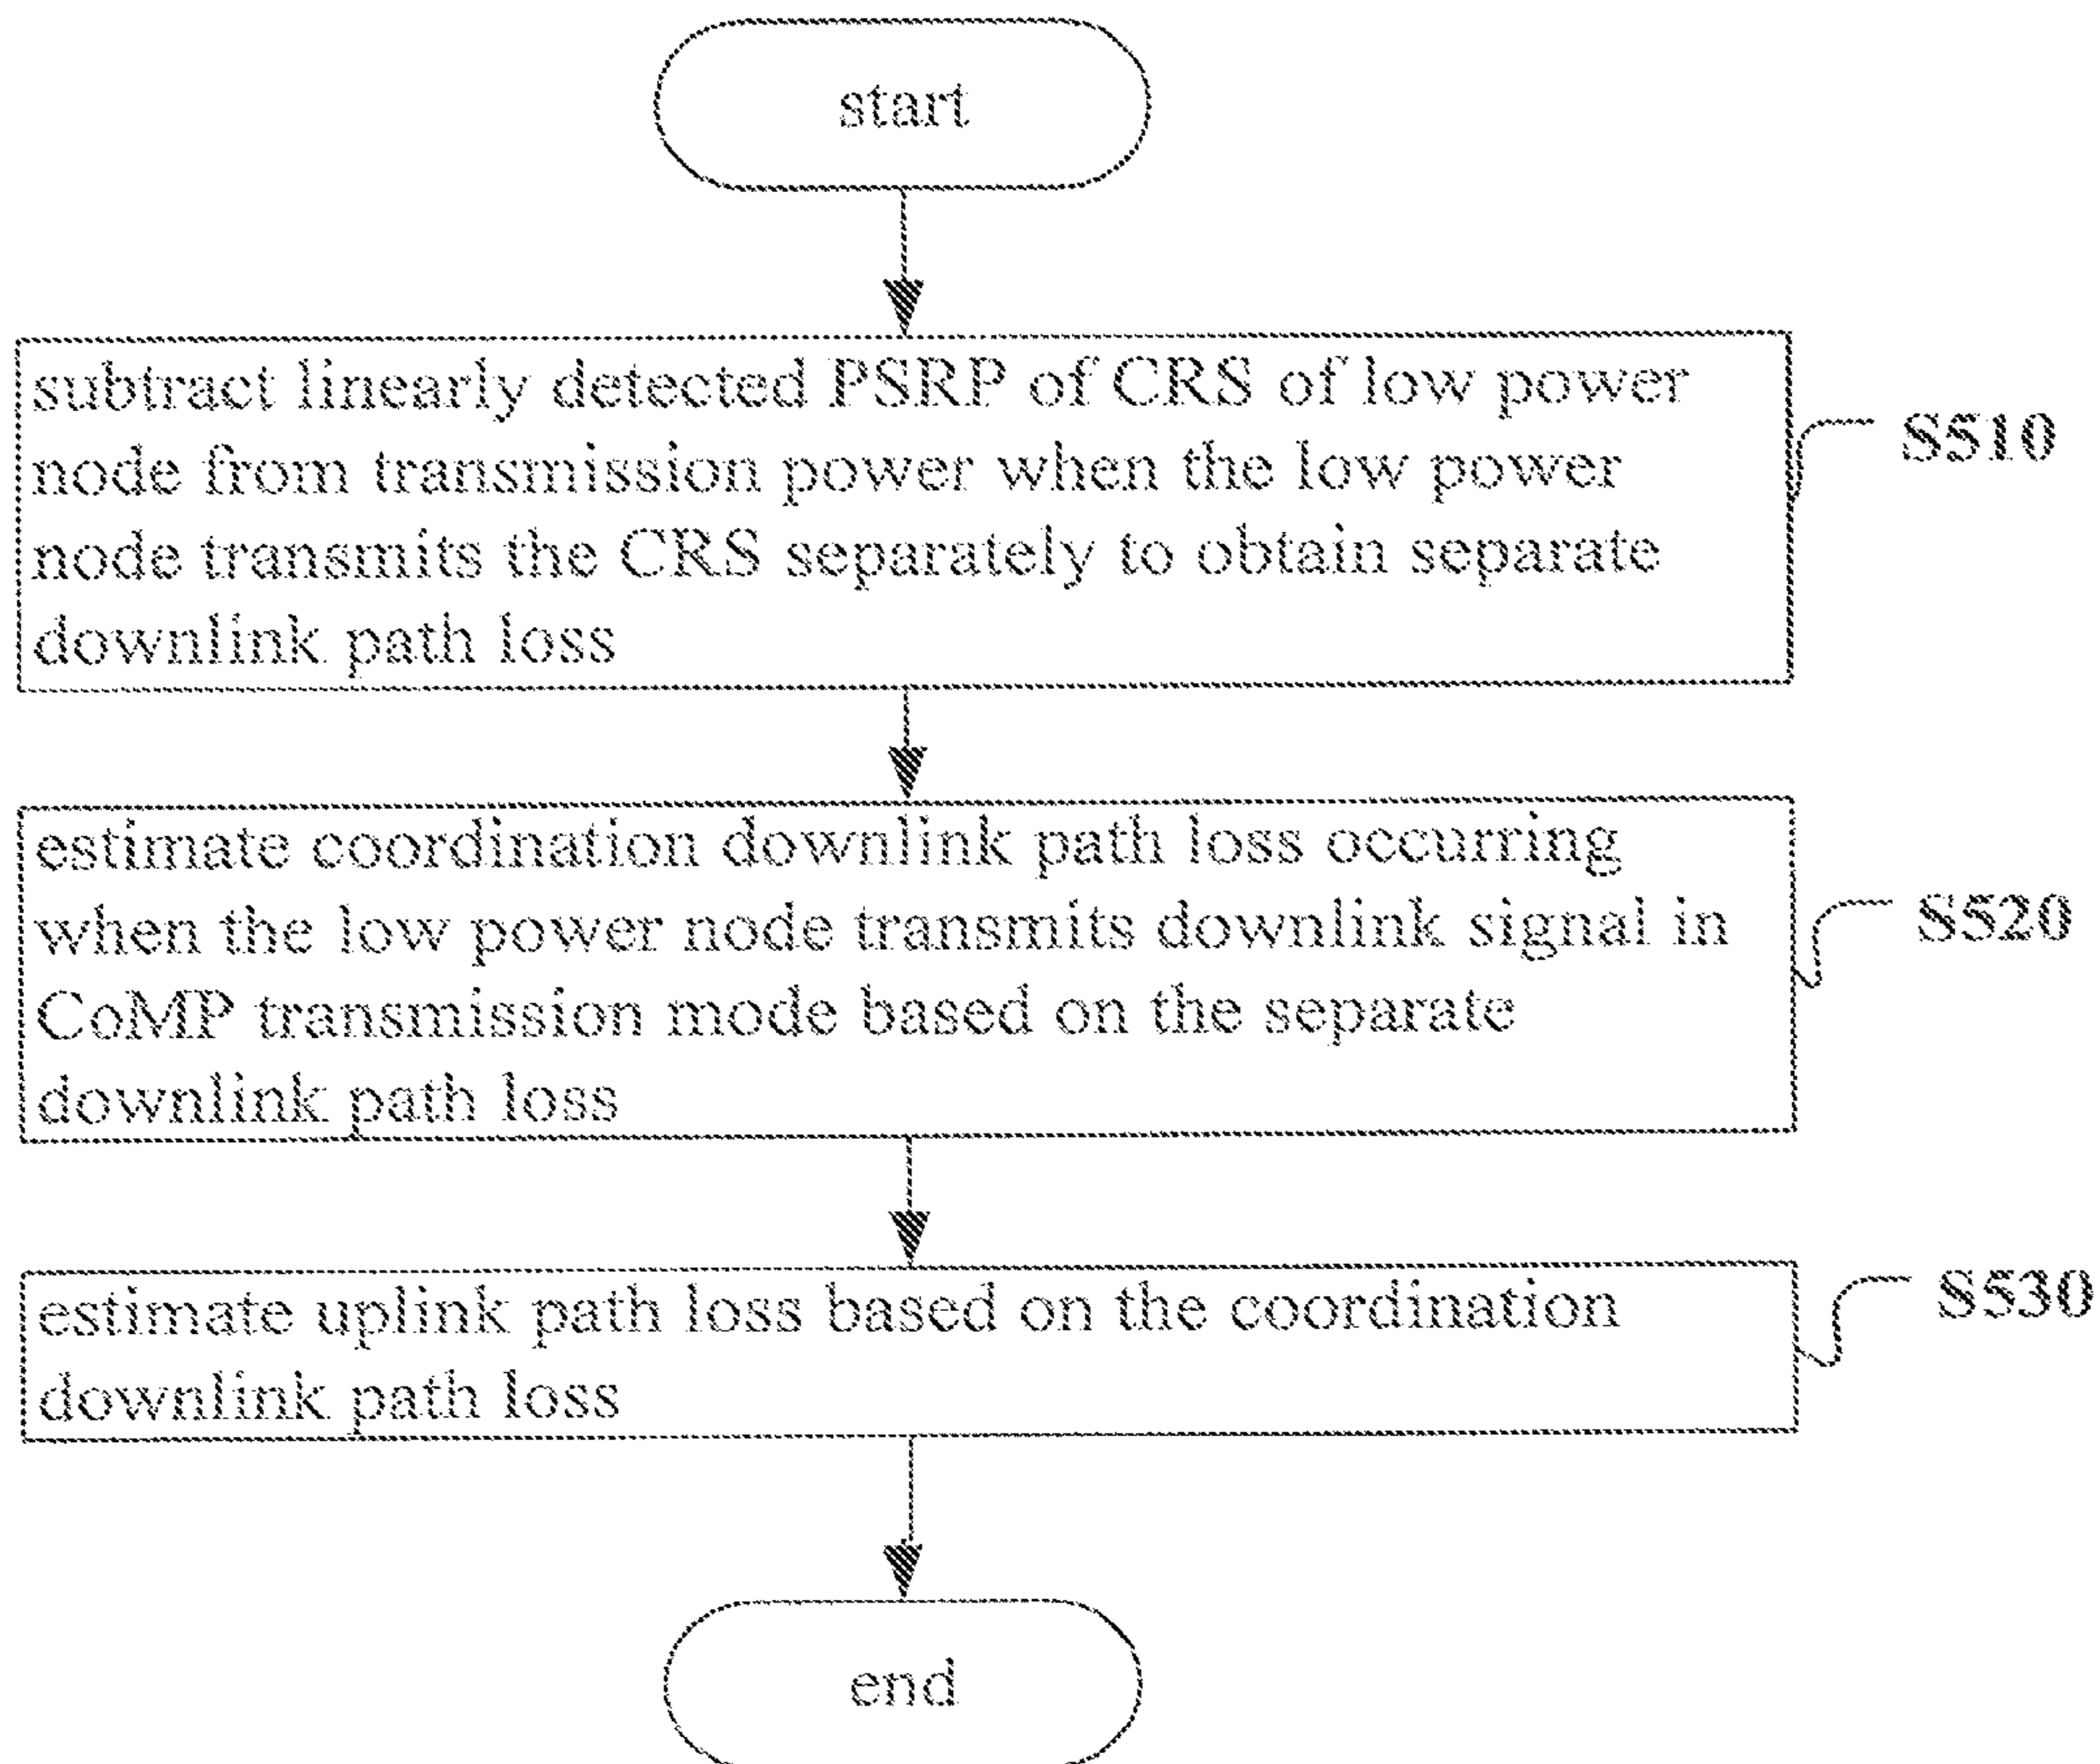 start
subtract linearly detected PSRP of CRS of low power
node from transmission power when the low power
node transmits the CRS separately to obtain separate
downlink path loss
S510
estimate coordination downlink path loss occurring
when the low power node transmits downlink signal in
CoMP transmission mode based on the separate
downlink path loss
S520
estimate uplink path loss based on the coordination
downlink path loss
S530
end